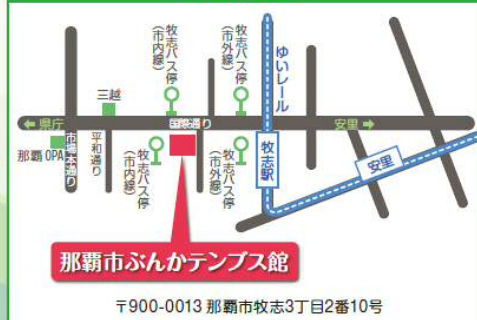 牧志バス停
(市内線)
牧志バス停
(市外線)
ゆいレール
三越
← 県庁
国際通り
安里 →
那覇OPA
市場本通り
平和通り
牧志バス停
(市内線)
牧志バス停
(市外線)
牧志駅
安里
那覇市ぶんかテンブス館
〒900-0013 那覇市牧志3丁目2番10号